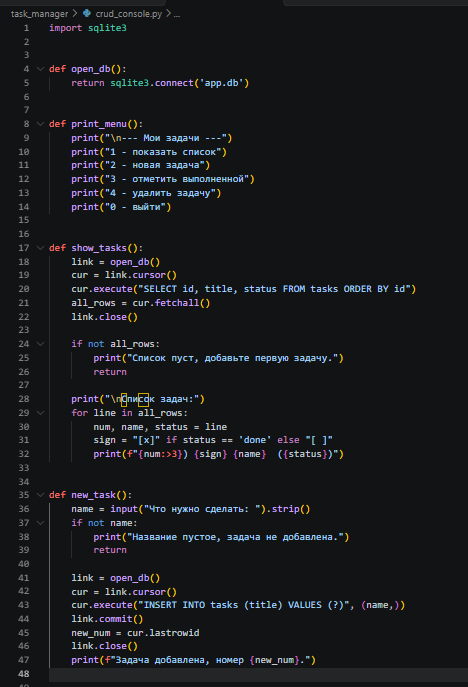 task_manager > crud_console.py > ...
1 import sqlite3
2
3
4 def open_db():
5     return sqlite3.connect('app.db')
6
7
8 def print_menu():
9     print("\n--- Мои задачи ---")
10     print("1 - показать список")
11     print("2 - новая задача")
12     print("3 - отметить выполненной")
13     print("4 - удалить задачу")
14     print("0 - выйти")
15
16
17 def show_tasks():
18     link = open_db()
19     cur = link.cursor()
20     cur.execute("SELECT id, title, status FROM tasks ORDER BY id")
21     all_rows = cur.fetchall()
22     link.close()
23
24     if not all_rows:
25         print("Список пуст, добавьте первую задачу.")
26         return
27
28     print("\nСписок задач:")
29     for line in all_rows:
30         num, name, status = line
31         sign = "[x]" if status == 'done' else "[ ]"
32         print(f"{num:>3}) {sign} {name}  ({status})")
33
34
35 def new_task():
36     name = input("Что нужно сделать: ").strip()
37     if not name:
38         print("Название пустое, задача не добавлена.")
39         return
40
41     link = open_db()
42     cur = link.cursor()
43     cur.execute("INSERT INTO tasks (title) VALUES (?)", (name,))
44     link.commit()
45     new_num = cur.lastrowid
46     link.close()
47     print(f"Задача добавлена, номер {new_num}.")
48